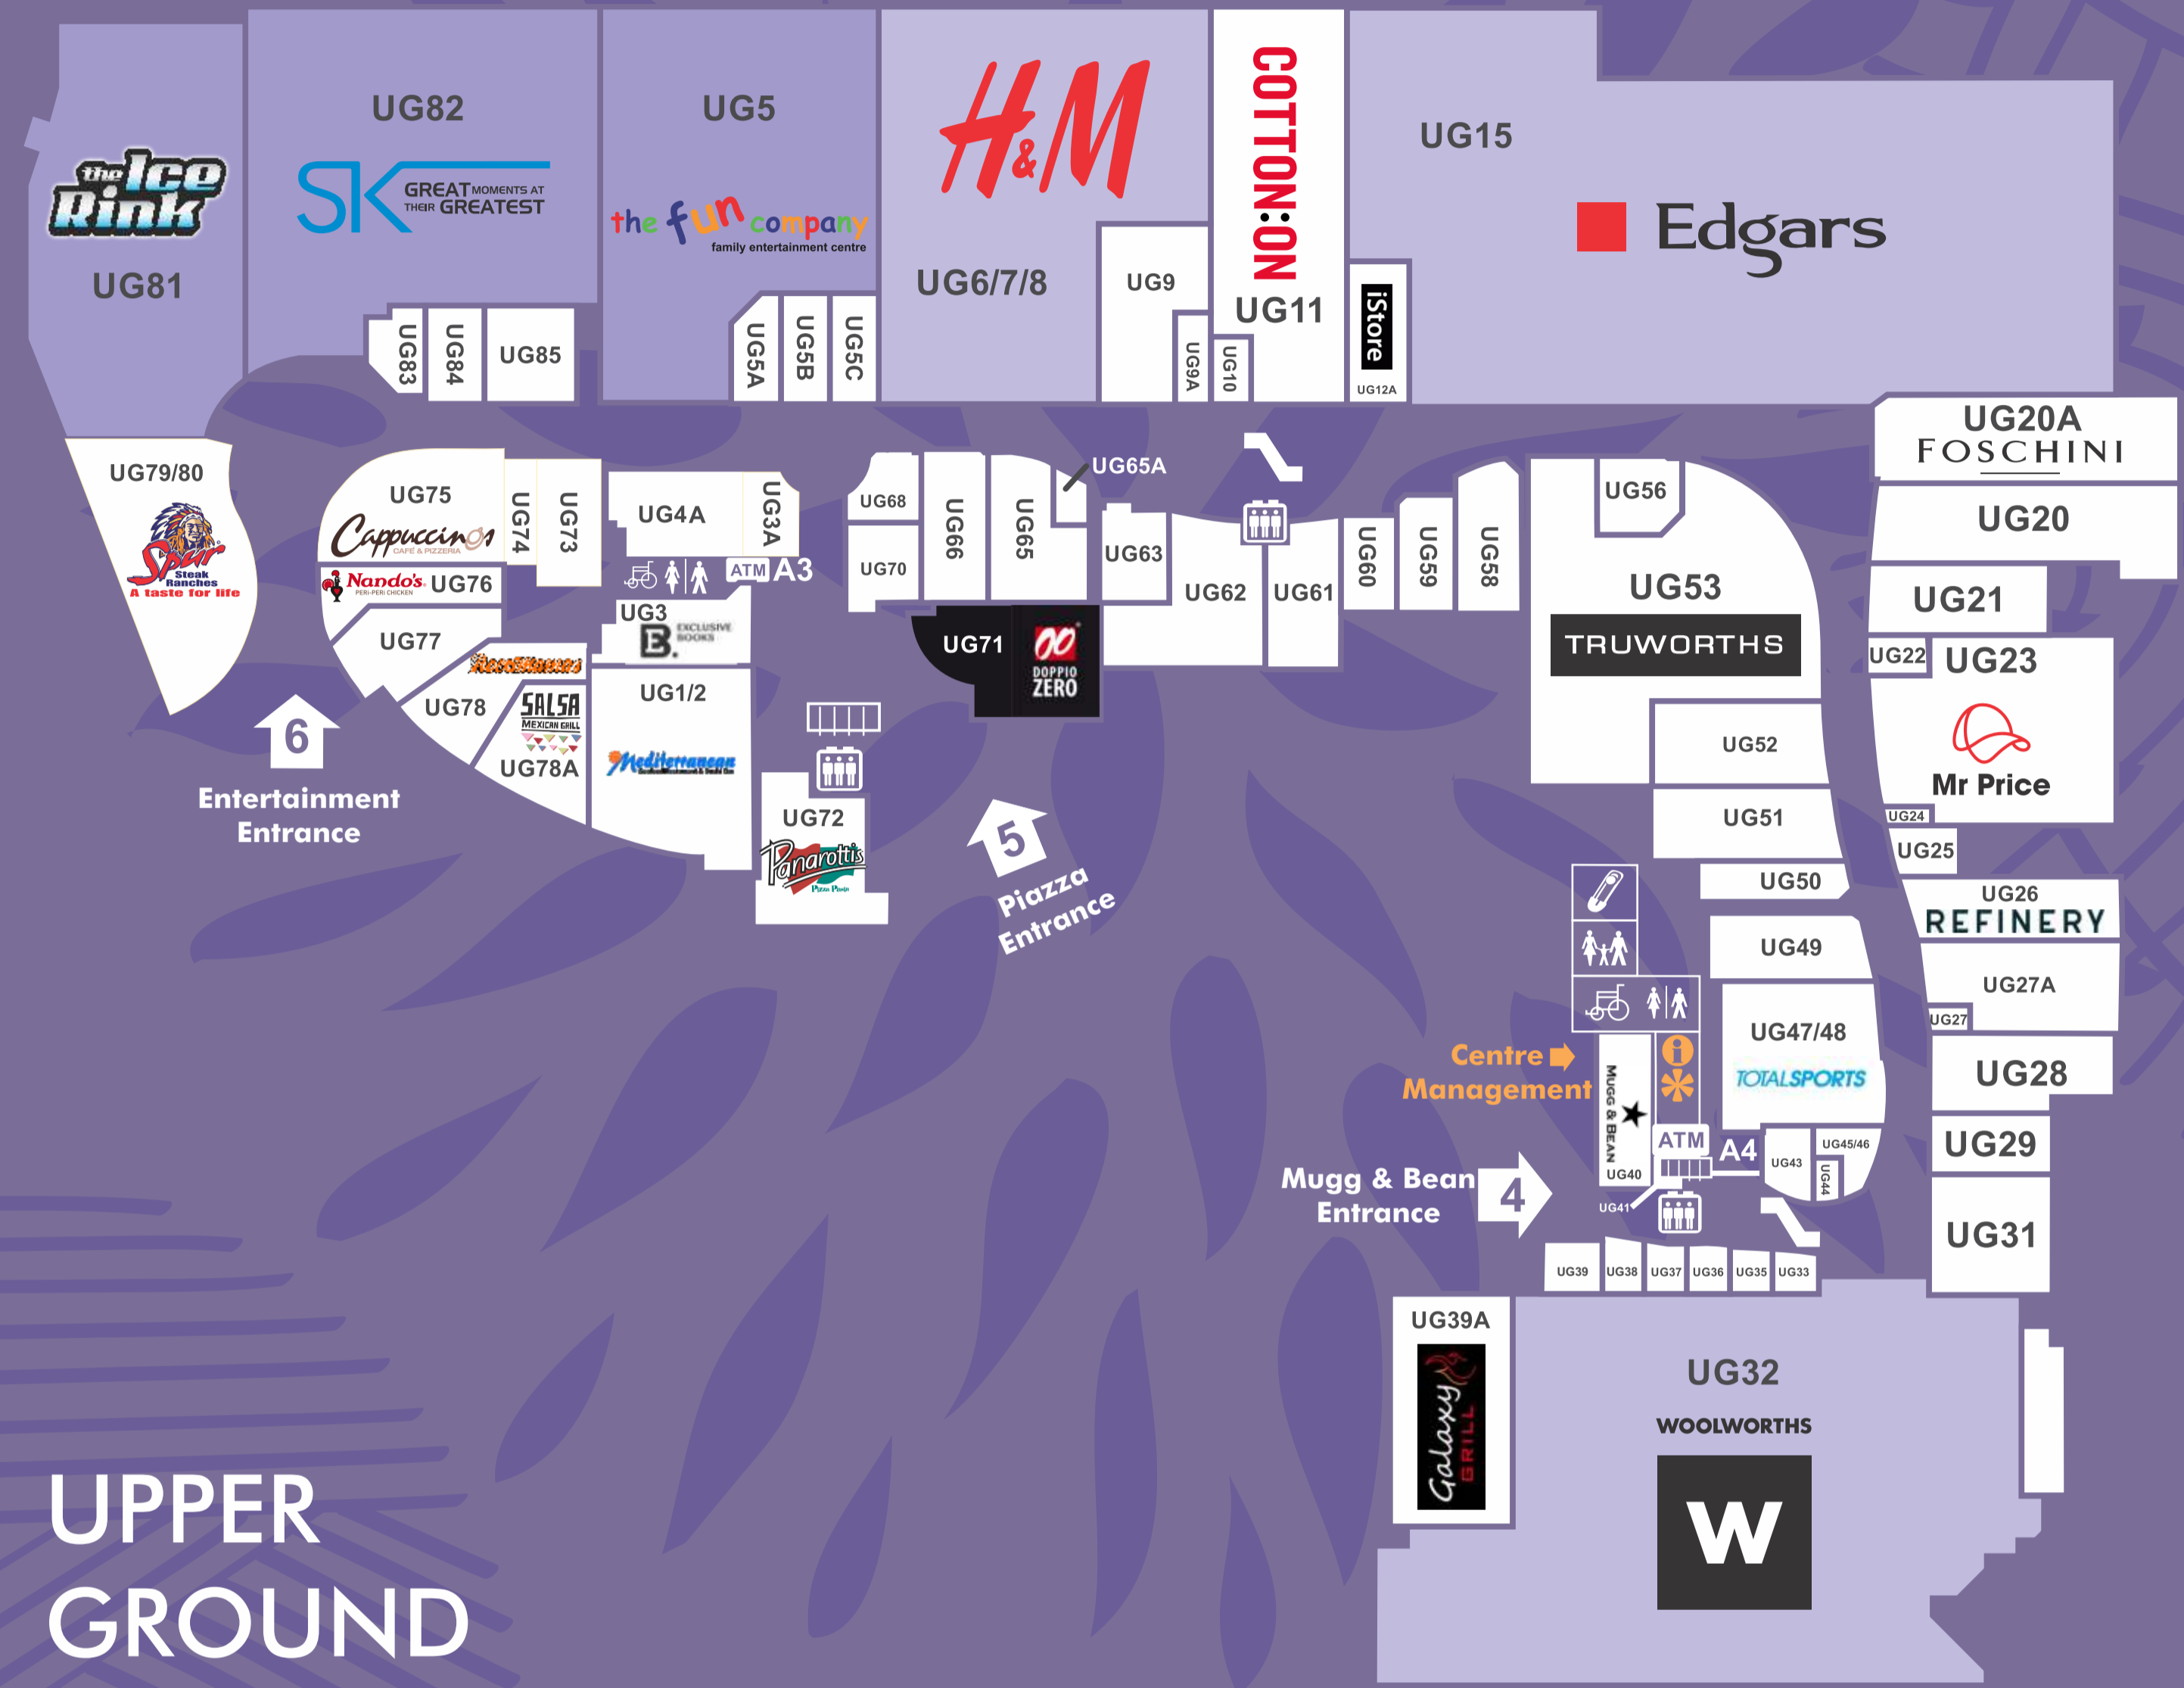 the Ice
Rink
UG81
UG82
SK GREAT MOMENTS AT
THEIR GREATEST
UG83
UG84
UG85
UG5
the fun company
family entertainment centre
UG5A
UG5B
UG5C
H&M
UG6/7/8
UG9
UG9A
UG10
COTTON:ON
UG11
iStore
UG12A
UG15
Edgars
UG79/80
Spur
Steak
Ranches
A taste for life
UG75
Cappuccinos
CAFÉ & PIZZERIA
UG74
UG73
Nando's UG76
PERi-PERi CHICKEN
UG77
UG78
SALSA
MEXICAN GRILL
UG78A
UG4A
UG3A
ATM A3
UG3
E. EXCLUSIVE
BOOKS
UG1/2
Mediterranean
UG72
Panarottis
Pizza Pasta
UG68
UG70
UG66
UG65
UG65A
UG63
UG62
UG61
UG60
UG59
UG58
UG71
DOPPIO
ZERO
UG56
UG53
TRUWORTHS
UG52
UG51
UG50
UG49
UG47/48
TOTALSPORTS
UG45/46
UG43
UG44
UG20A
FOSCHINI
UG20
UG21
UG22
UG23
Mr Price
UG24
UG25
UG26
REFINERY
UG27A
UG27
UG28
UG29
UG31
6
Entertainment
Entrance
5
Piazza
Entrance
Centre
Management
MUGG & BEAN
UG40
i
ATM
A4
UG41
Mugg & Bean
Entrance
4
UG39
UG38
UG37
UG36
UG35
UG33
UG39A
Galaxy
GRILL
UG32
WOOLWORTHS
W
UPPER
GROUND